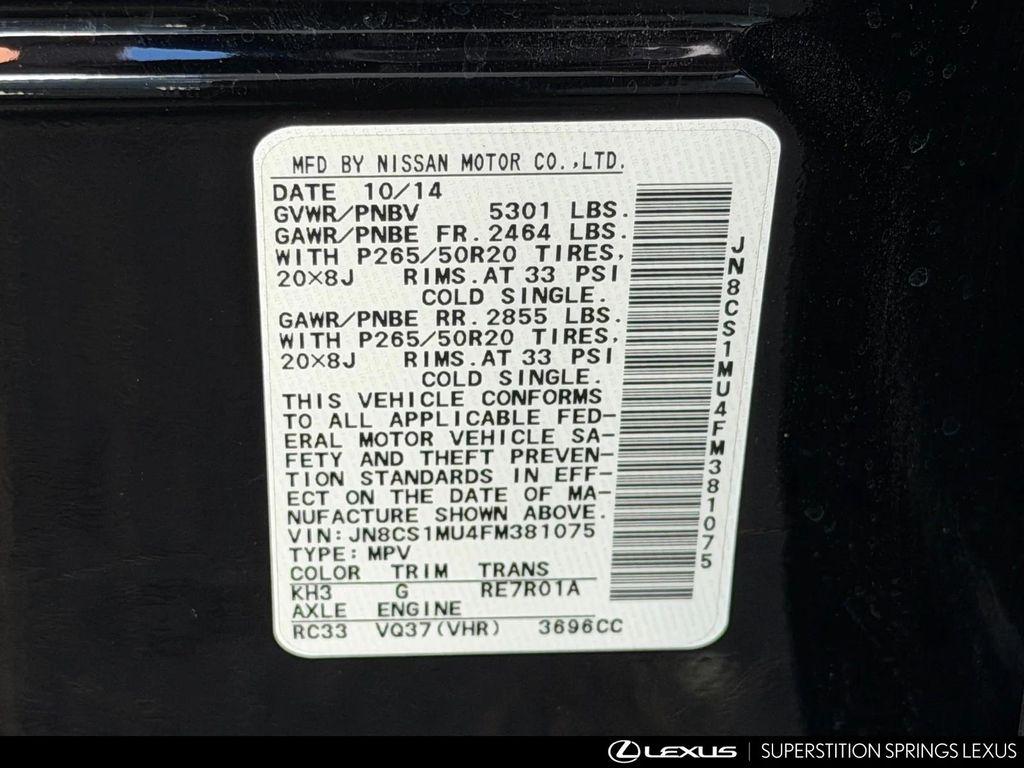 MFD BY NISSAN MOTOR CO.,LTD.
DATE 10/14
GVWR/PNBV 5301 LBS.
GAWR/PNBE FR. 2464 LBS.
WITH P265/50R20 TIRES,
20×8J RIMS.AT 33 PSI
COLD SINGLE.
GAWR/PNBE RR. 2855 LBS.
WITH P265/50R20 TIRES,
20×8J RIMS.AT 33 PSI
COLD SINGLE.
THIS VEHICLE CONFORMS
TO ALL APPLICABLE FED-
ERAL MOTOR VEHICLE SA-
FETY AND THEFT PREVEN-
TION STANDARDS IN EFF-
ECT ON THE DATE OF MA-
NUFACTURE SHOWN ABOVE.
VIN:JN8CS1MU4FM381075
TYPE:MPV
COLOR TRIM TRANS
KH3 G RE7R01A
AXLE ENGINE
RC33 VQ37(VHR) 3696CC
JN8CS1MU4FM381075
LEXUS | SUPERSTITION SPRINGS LEXUS